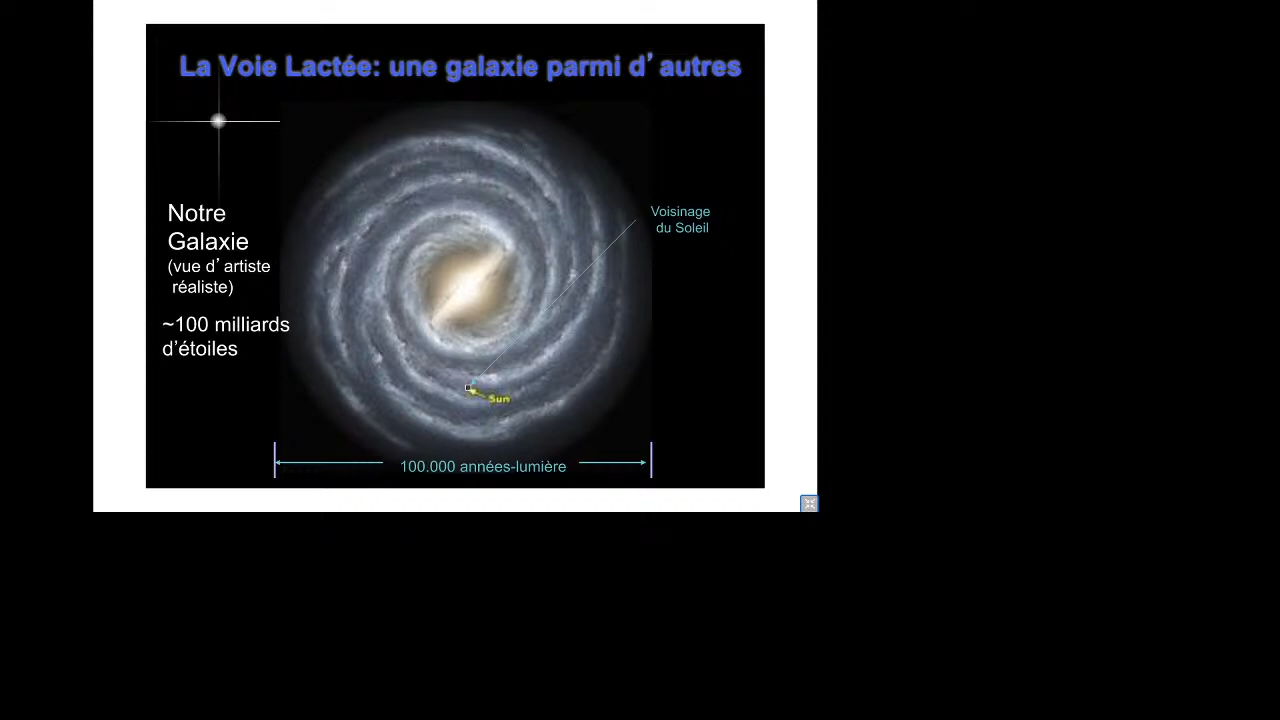 La Voie Lactée: une galaxie parmi d’autres
Notre
Galaxie
(vue d’artiste
réaliste)
~100 milliards
d’étoiles
Voisinage
du Soleil
Sun
100.000 années-lumière